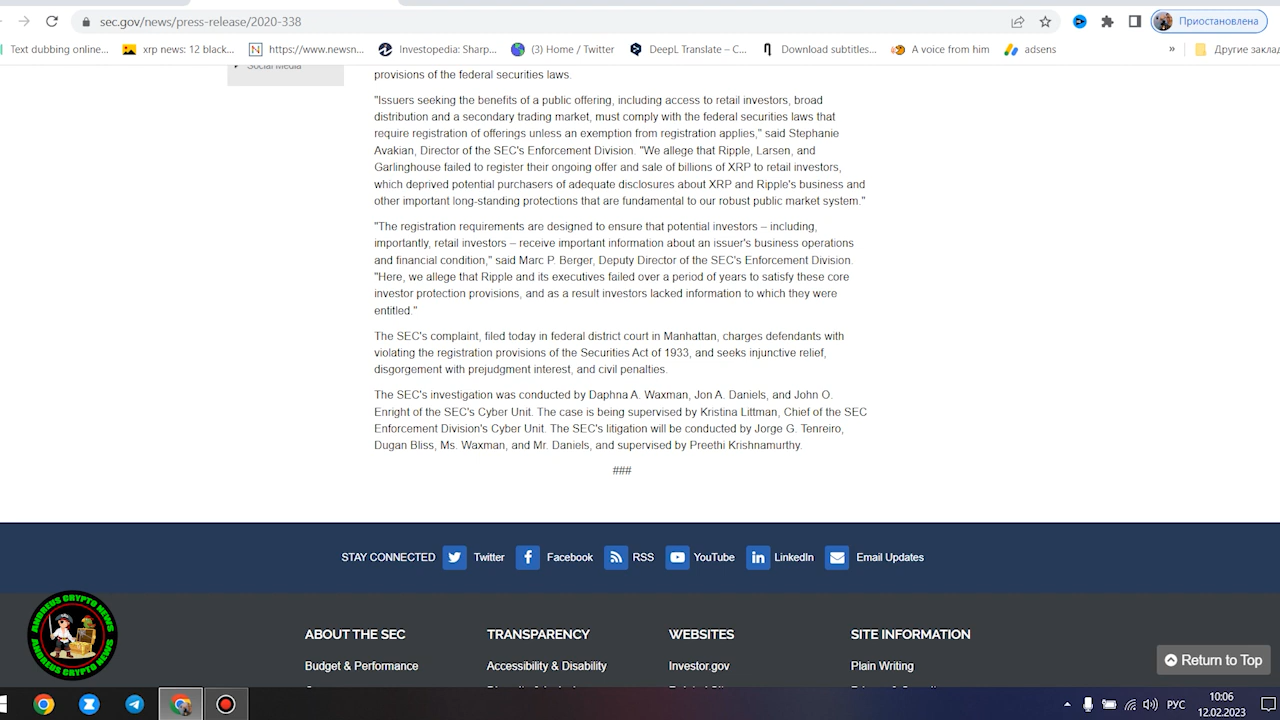 sec.gov/news/press-release/2020-338
Приостановлена
Text dubbing online...
xrp news: 12 black...
https://www.newsn...
Investopedia: Sharp...
(3) Home / Twitter
DeepL Translate – C...
Download subtitles...
A voice from him
adsens
»
Другие заклад
Social Media
provisions of the federal securities laws.
"Issuers seeking the benefits of a public offering, including access to retail investors, broad
distribution and a secondary trading market, must comply with the federal securities laws that
require registration of offerings unless an exemption from registration applies," said Stephanie
Avakian, Director of the SEC's Enforcement Division. "We allege that Ripple, Larsen, and
Garlinghouse failed to register their ongoing offer and sale of billions of XRP to retail investors,
which deprived potential purchasers of adequate disclosures about XRP and Ripple's business and
other important long-standing protections that are fundamental to our robust public market system."
"The registration requirements are designed to ensure that potential investors – including,
importantly, retail investors – receive important information about an issuer's business operations
and financial condition," said Marc P. Berger, Deputy Director of the SEC's Enforcement Division.
"Here, we allege that Ripple and its executives failed over a period of years to satisfy these core
investor protection provisions, and as a result investors lacked information to which they were
entitled."
The SEC's complaint, filed today in federal district court in Manhattan, charges defendants with
violating the registration provisions of the Securities Act of 1933, and seeks injunctive relief,
disgorgement with prejudgment interest, and civil penalties.
The SEC's investigation was conducted by Daphna A. Waxman, Jon A. Daniels, and John O.
Enright of the SEC's Cyber Unit. The case is being supervised by Kristina Littman, Chief of the SEC
Enforcement Division's Cyber Unit. The SEC's litigation will be conducted by Jorge G. Tenreiro,
Dugan Bliss, Ms. Waxman, and Mr. Daniels, and supervised by Preethi Krishnamurthy.
###
STAY CONNECTED Twitter Facebook RSS YouTube LinkedIn Email Updates
ANDREUS CRYPTO NEWS
ANDREUS CRYPTO NEWS
ABOUT THE SEC
TRANSPARENCY
WEBSITES
SITE INFORMATION
Budget & Performance
Accessibility & Disability
Investor.gov
Plain Writing
Return to Top
РУС
10:06
12.02.2023